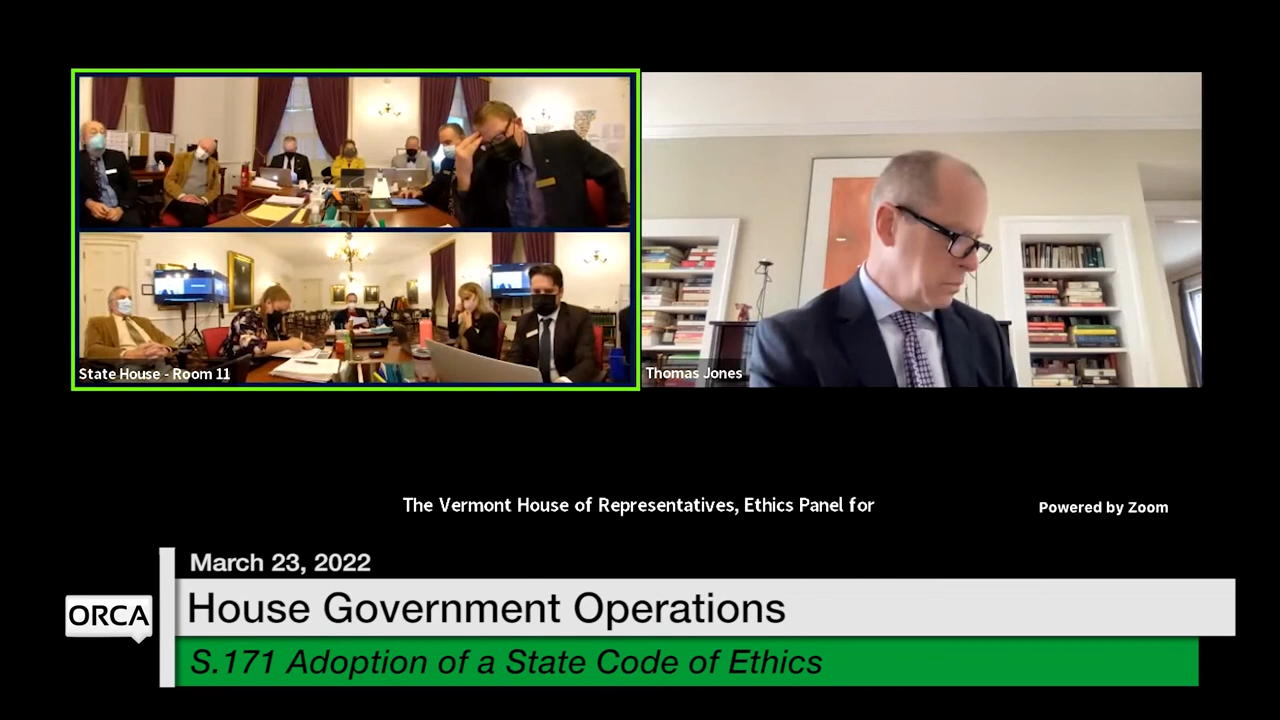 State House - Room 11
Thomas Jones
The Vermont House of Representatives, Ethics Panel for
Powered by Zoom
March 23, 2022
ORCA
House Government Operations
S.171 Adoption of a State Code of Ethics